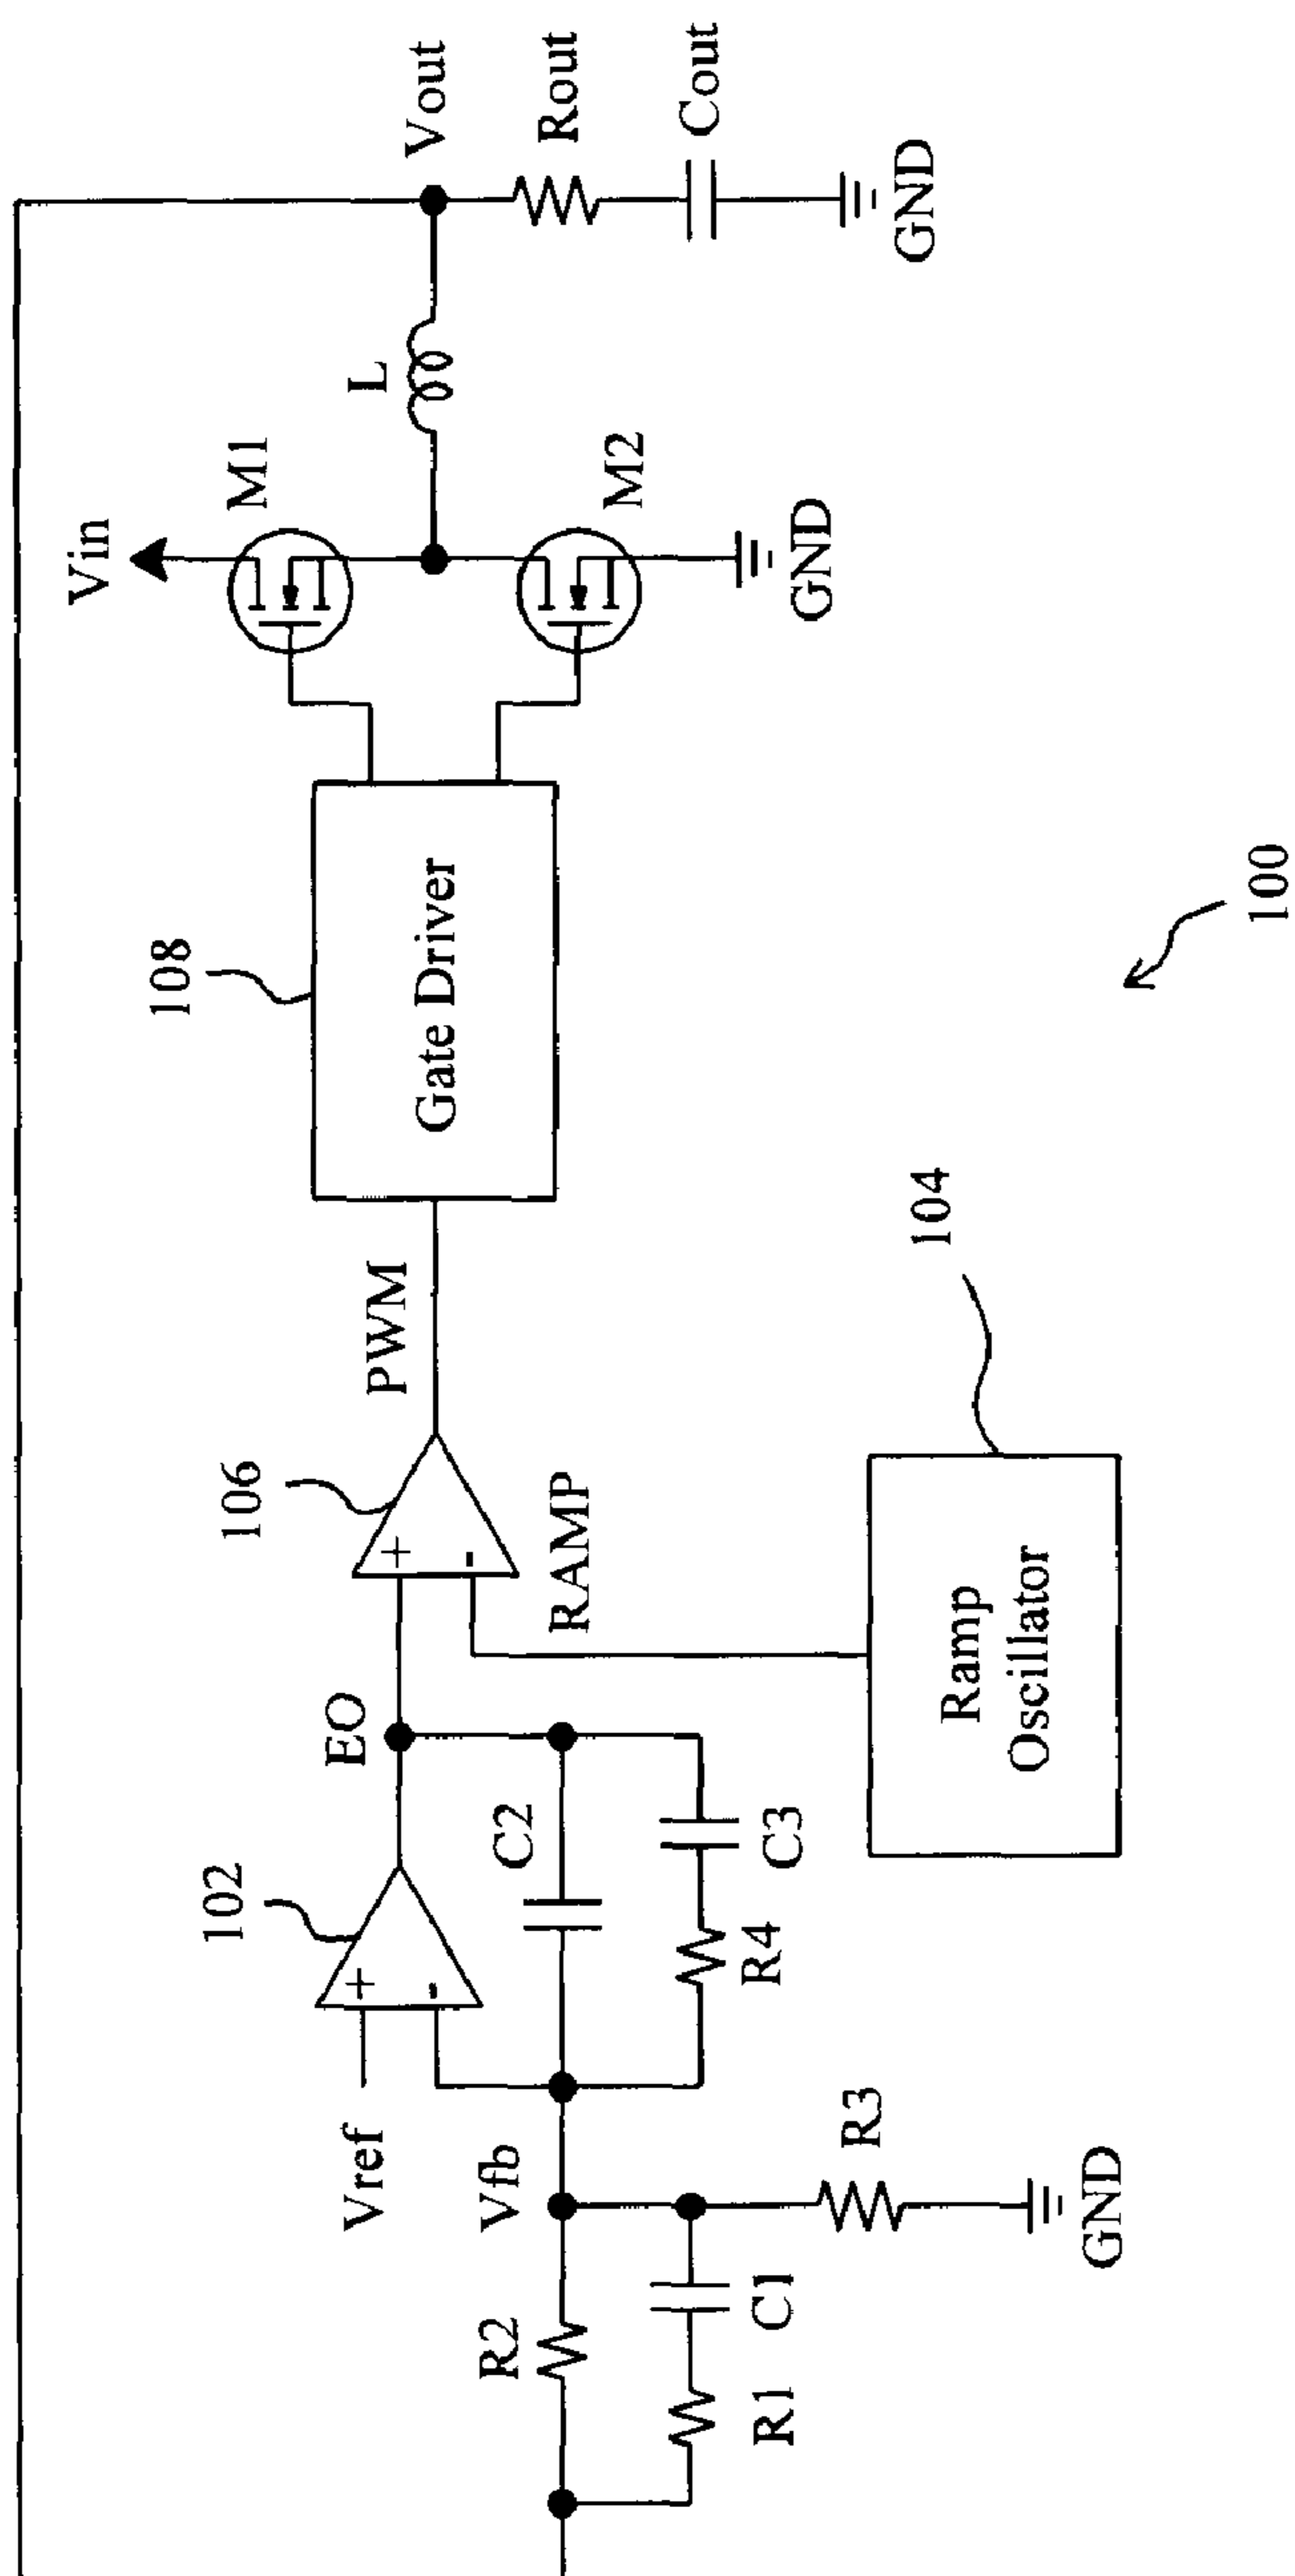 Vin
M1
L
Vout
Rout
Cout
GND
M2
GND
108
Gate Driver
PWM
106
RAMP
EO
102
Vref
C2
C3
R4
Vfb
R2
R1
C1
R3
GND
104
Ramp
Oscillator
100
+
-
+
-